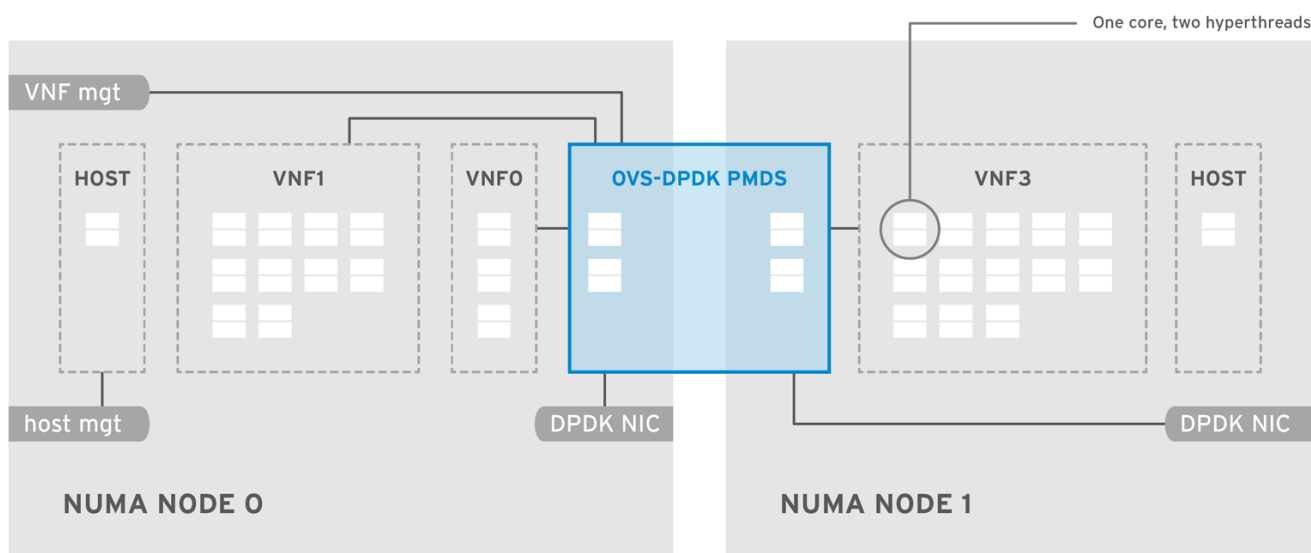 One core, two hyperthreads
VNF mgt
HOST
VNF1
VNF0
OVS-DPDK PMDS
VNF3
HOST
host mgt
DPDK NIC
DPDK NIC
NUMA NODE 0
NUMA NODE 1